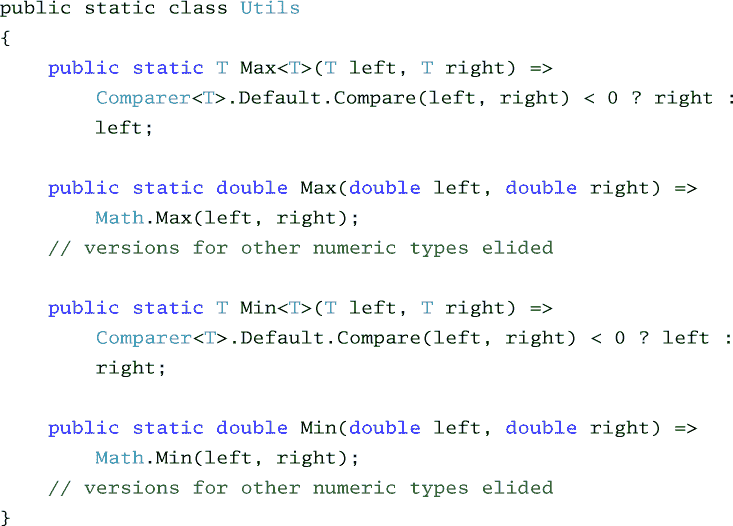 public static class Utils
{
    public static T Max<T>(T left, T right) =>
        Comparer<T>.Default.Compare(left, right) < 0 ? right :
        left;

    public static double Max(double left, double right) =>
        Math.Max(left, right);
    // versions for other numeric types elided

    public static T Min<T>(T left, T right) =>
        Comparer<T>.Default.Compare(left, right) < 0 ? left :
        right;

    public static double Min(double left, double right) =>
        Math.Min(left, right);
    // versions for other numeric types elided
}